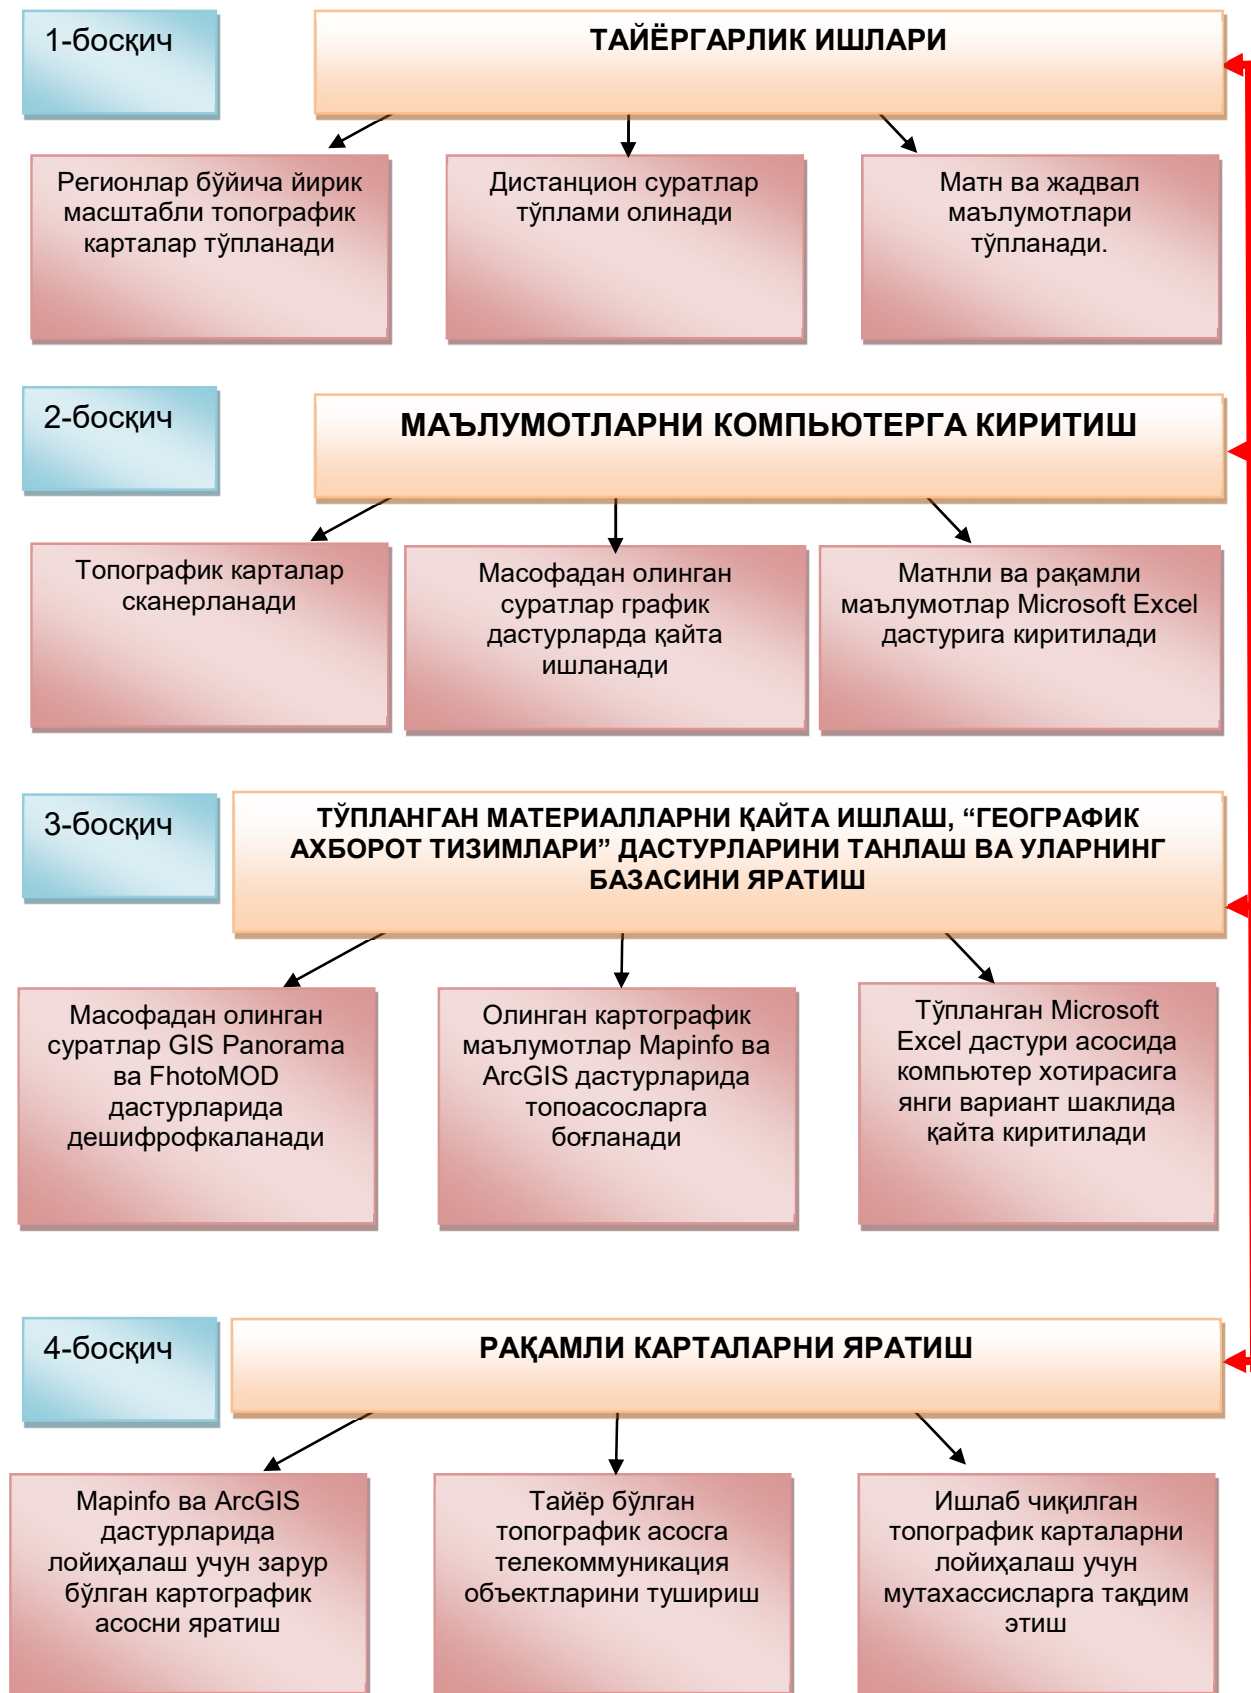 1-босқич
ТАЙЁРГАРЛИК ИШЛАРИ
Регионлар бўйича йирик
масштабли топографик
карталар тўпланади
Дистанцион суратлар
тўплами олинади
Матн ва жадвал
маълумотлари
тўпланади.
2-босқич
МАЪЛУМОТЛАРНИ КОМПЬЮТЕРГА КИРИТИШ
Топографик карталар
сканерланади
Масофадан олинган
суратлар график
дастурларда қайта
ишланади
Матнли ва рақамли
маълумотлар Microsoft Excel
дастурига киритилади
3-босқич
ТЎПЛАНГАН МАТЕРИАЛЛАРНИ ҚАЙТА ИШЛАШ, “ГЕОГРАФИК
АХБОРОТ ТИЗИМЛАРИ” ДАСТУРЛАРИНИ ТАНЛАШ ВА УЛАРНИНГ
БАЗАСИНИ ЯРАТИШ
Масофадан олинган
суратлар GIS Panorama
ва FhotoMOD
дастурларида
дешифрофкаланади
Олинган картографик
маълумотлар Mapinfo ва
ArcGIS дастурларида
топоасосларга
боғланади
Тўпланган Microsoft
Excel дастури асосида
компьютер хотирасига
янги вариант шаклида
қайта киритилади
4-босқич
РАҚАМЛИ КАРТАЛАРНИ ЯРАТИШ
Mapinfo ва ArcGIS
дастурларида
лойиҳалаш учун зарур
бўлган картографик
асосни яратиш
Тайёр бўлган
топографик асосга
телекоммуникация
объектларини тушириш
Ишлаб чиқилган
топографик карталарни
лойиҳалаш учун
мутахассисларга тақдим
этиш